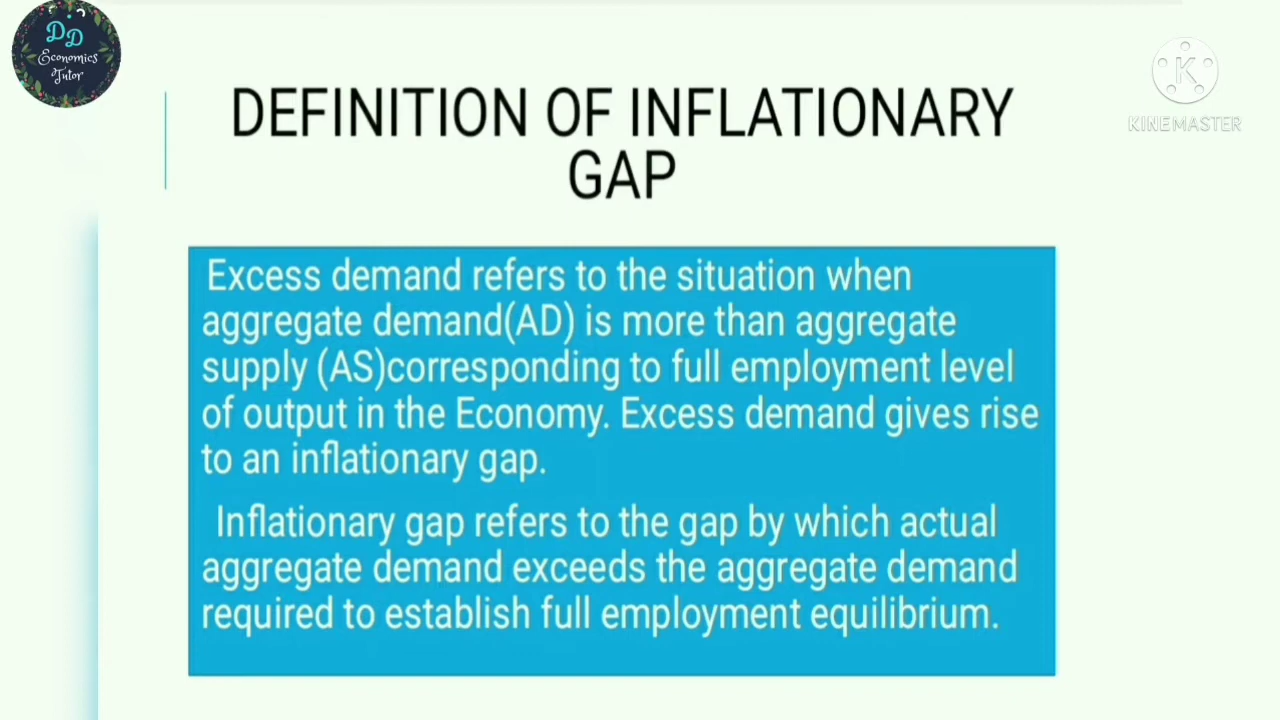 DD
Economics
Tutor
KINEMASTER
DEFINITION OF INFLATIONARY
GAP
Excess demand refers to the situation when
aggregate demand(AD) is more than aggregate
supply (AS)corresponding to full employment level
of output in the Economy. Excess demand gives rise
to an inflationary gap.
Inflationary gap refers to the gap by which actual
aggregate demand exceeds the aggregate demand
required to establish full employment equilibrium.